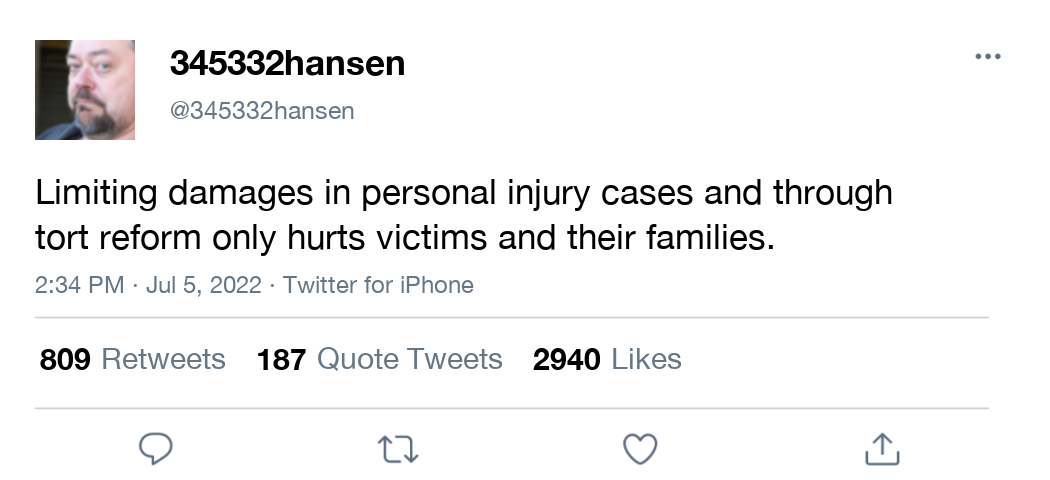 345332hansen
@345332hansen
Limiting damages in personal injury cases and through
tort reform only hurts victims and their families.
2:34 PM · Jul 5, 2022 · Twitter for iPhone
809 Retweets 187 Quote Tweets 2940 Likes